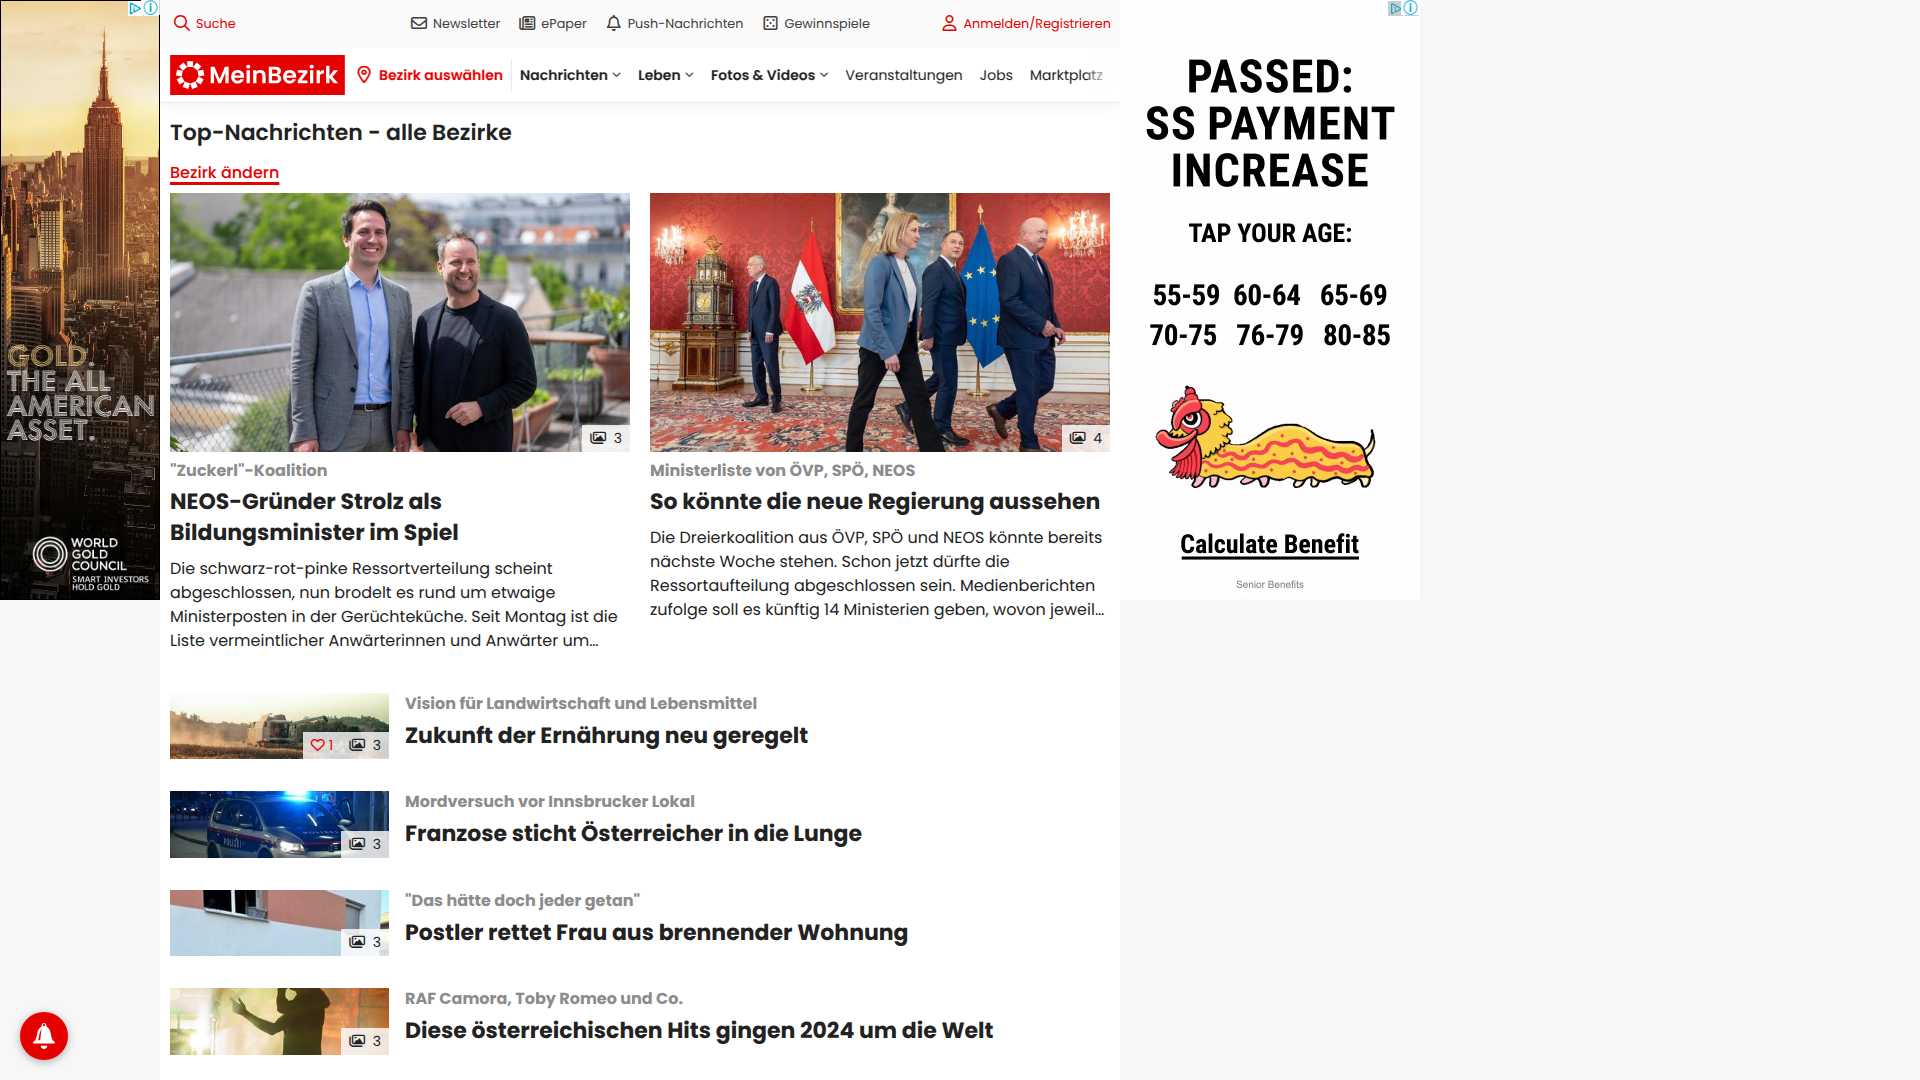 Suche
Newsletter
ePaper
Push-Nachrichten
Gewinnspiele
Anmelden/Registrieren
MeinBezirk
Bezirk auswählen
Nachrichten
Leben
Fotos & Videos
Veranstaltungen
Jobs
Marktplatz
Top-Nachrichten - alle Bezirke
Bezirk ändern
3
"Zuckerl"-Koalition
NEOS-Gründer Strolz als
Bildungsminister im Spiel
Die schwarz-rot-pinke Ressortverteilung scheint
abgeschlossen, nun brodelt es rund um etwaige
Ministerposten in der Gerüchteküche. Seit Montag ist die
Liste vermeintlicher Anwärterinnen und Anwärter um...
4
Ministerliste von ÖVP, SPÖ, NEOS
So könnte die neue Regierung aussehen
Die Dreierkoalition aus ÖVP, SPÖ und NEOS könnte bereits
nächste Woche stehen. Schon jetzt dürfte die
Ressortaufteilung abgeschlossen sein. Medienberichten
zufolge soll es künftig 14 Ministerien geben, wovon jeweil...
1 3
Vision für Landwirtschaft und Lebensmittel
Zukunft der Ernährung neu geregelt
POLIZEI
3
Mordversuch vor Innsbrucker Lokal
Franzose sticht Österreicher in die Lunge
3
"Das hätte doch jeder getan"
Postler rettet Frau aus brennender Wohnung
3
RAF Camora, Toby Romeo und Co.
Diese österreichischen Hits gingen 2024 um die Welt
GOLD.
THE ALL-
AMERICAN
ASSET.
WORLD
GOLD
COUNCIL
SMART INVESTORS
HOLD GOLD
PASSED:
SS PAYMENT
INCREASE
TAP YOUR AGE:
55-59 60-64 65-69
70-75 76-79 80-85
Calculate Benefit
Senior Benefits